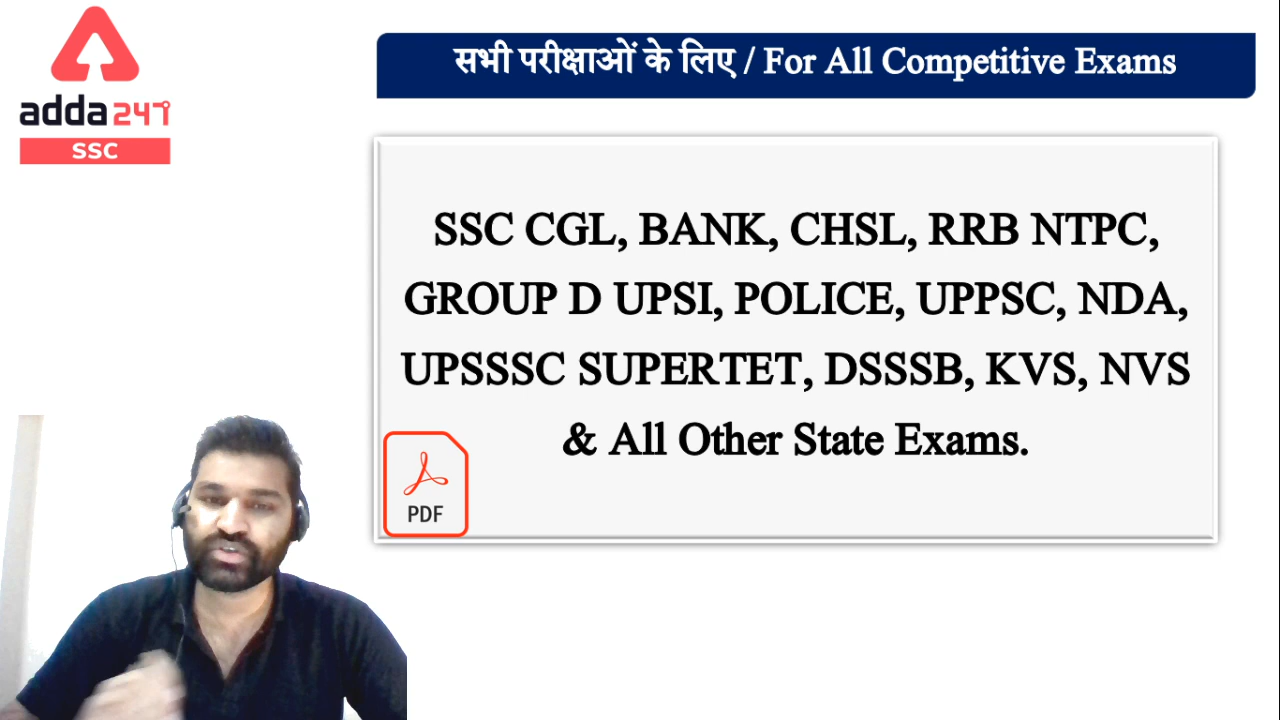 adda247
SSC
सभी परीक्षाओं के लिए / For All Competitive Exams
SSC CGL, BANK, CHSL, RRB NTPC,
GROUP D UPSI, POLICE, UPPSC, NDA,
UPSSSC SUPERTET, DSSSB, KVS, NVS
& All Other State Exams.
PDF